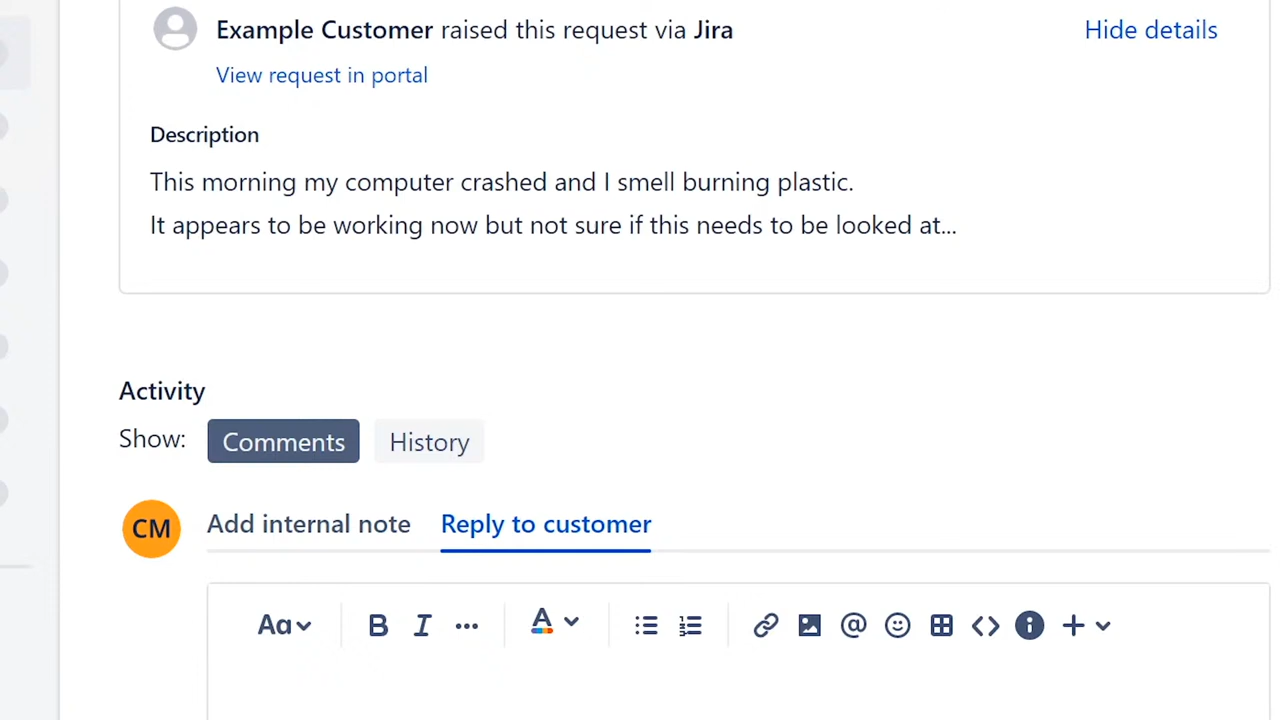 Example Customer raised this request via Jira
Hide details
View request in portal
Description
This morning my computer crashed and I smell burning plastic.
It appears to be working now but not sure if this needs to be looked at...
Activity
Show: Comments History
CM Add internal note Reply to customer
Aa B I ... A @ <> i +